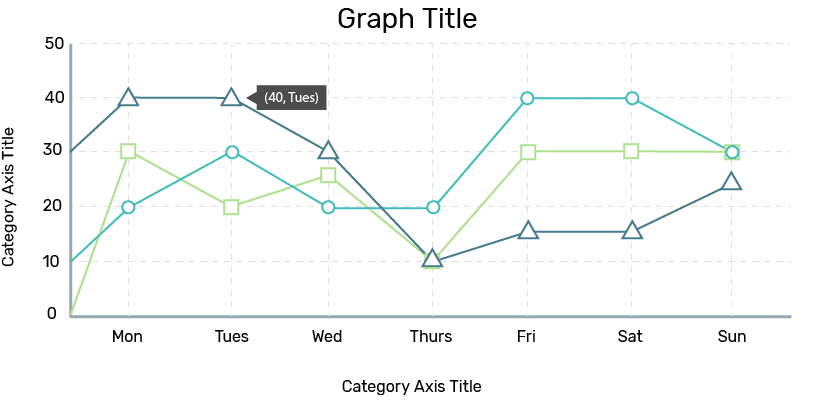 Graph Title
50
40
30
20
10
0
(40, Tues)
Category Axis Title
Mon Tues Wed Thurs Fri Sat Sun
Category Axis Title